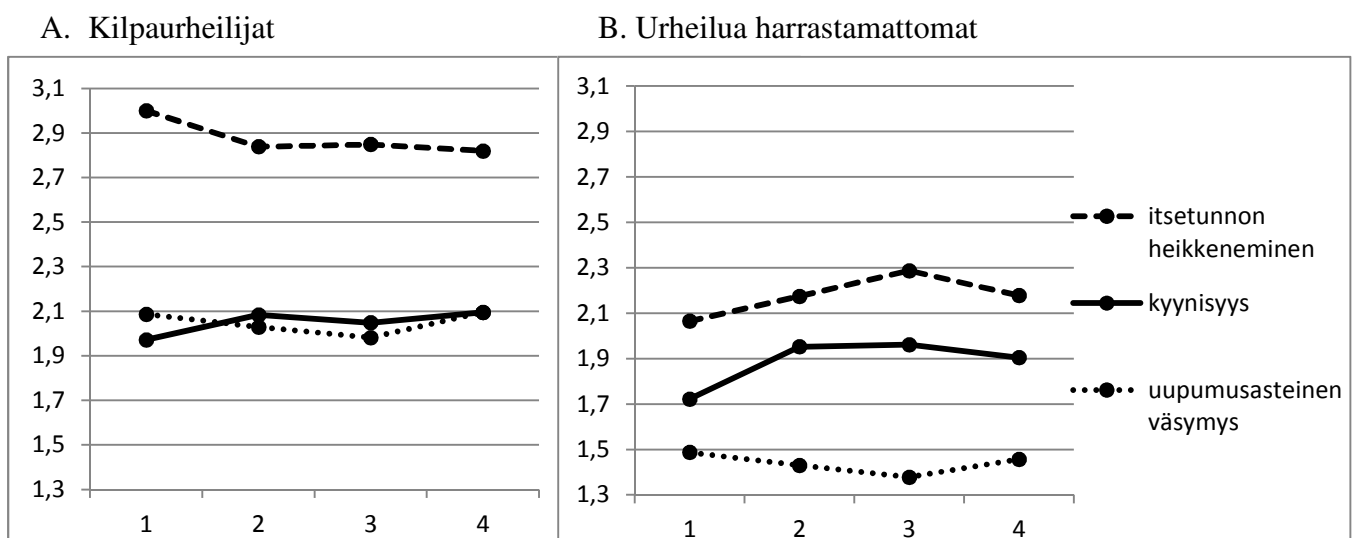 A. Kilpaurheilijat
B. Urheilua harrastamattomat
3,1
2,9
2,7
2,5
2,3
2,1
1,9
1,7
1,5
1,3
1 2 3 4
3,1
2,9
2,7
2,5
2,3
2,1
1,9
1,7
1,5
1,3
1 2 3 4
itsetunnon
heikkeneminen
kyynisyys
uupumusasteinen
väsymys